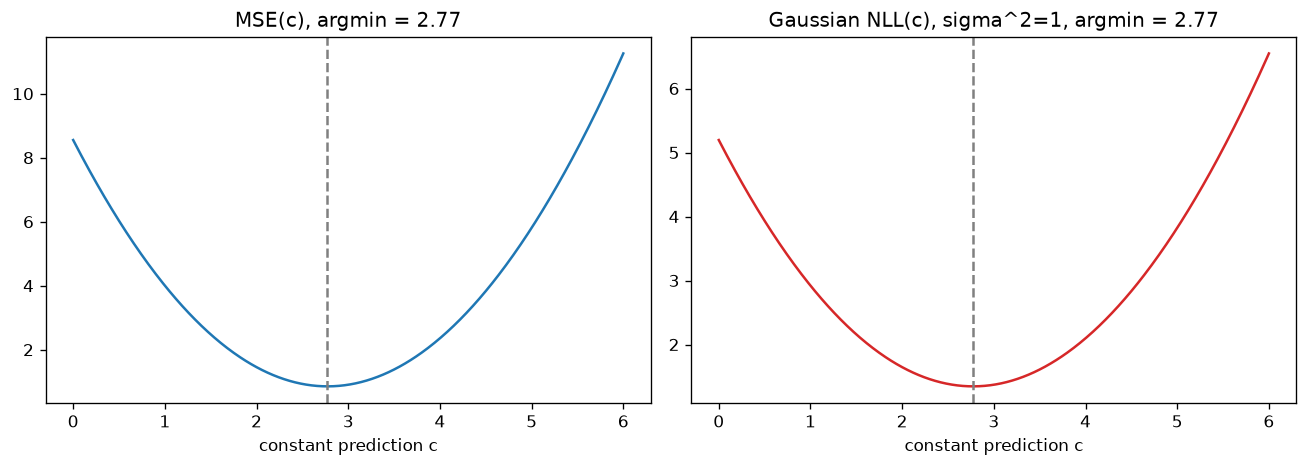 MSE(c), argmin = 2.77
10
8
6
4
2
0 1 2 3 4 5 6
constant prediction c
Gaussian NLL(c), sigma^2=1, argmin = 2.77
6
5
4
3
2
0 1 2 3 4 5 6
constant prediction c